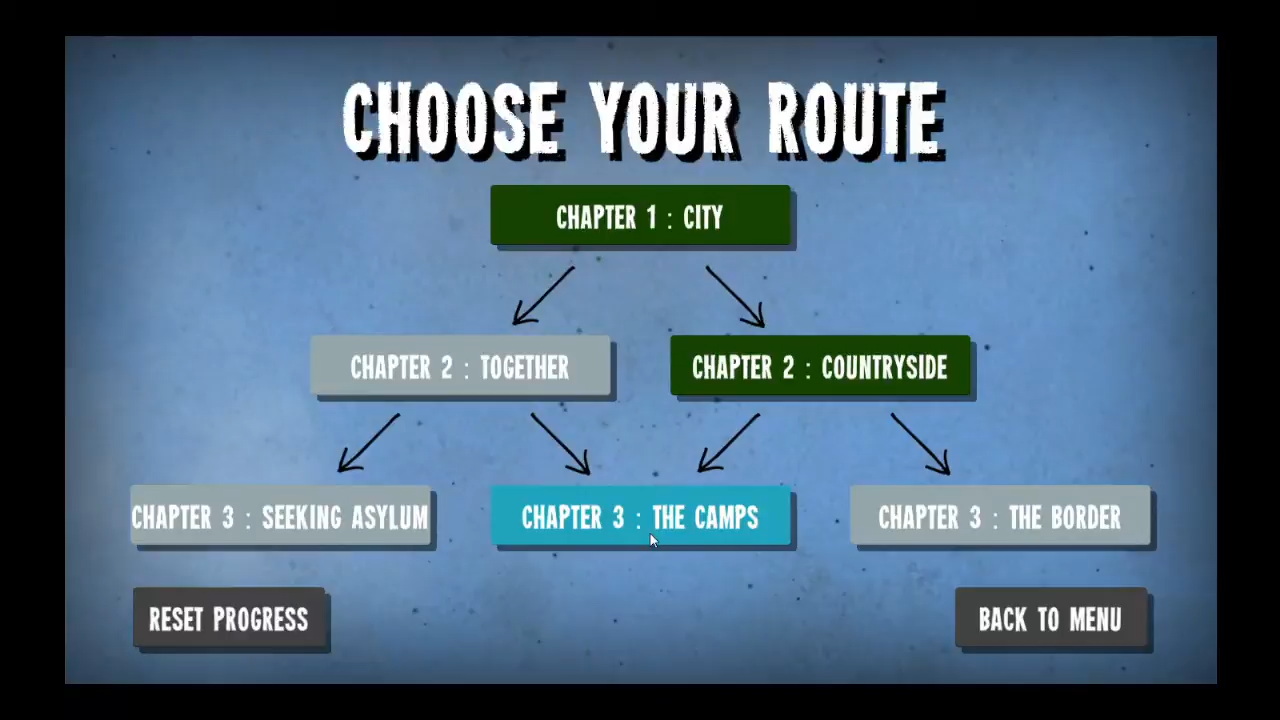 CHOOSE YOUR ROUTE
CHAPTER 1 : CITY
CHAPTER 2 : TOGETHER
CHAPTER 2 : COUNTRYSIDE
CHAPTER 3 : SEEKING ASYLUM
CHAPTER 3 : THE CAMPS
CHAPTER 3 : THE BORDER
RESET PROGRESS
BACK TO MENU